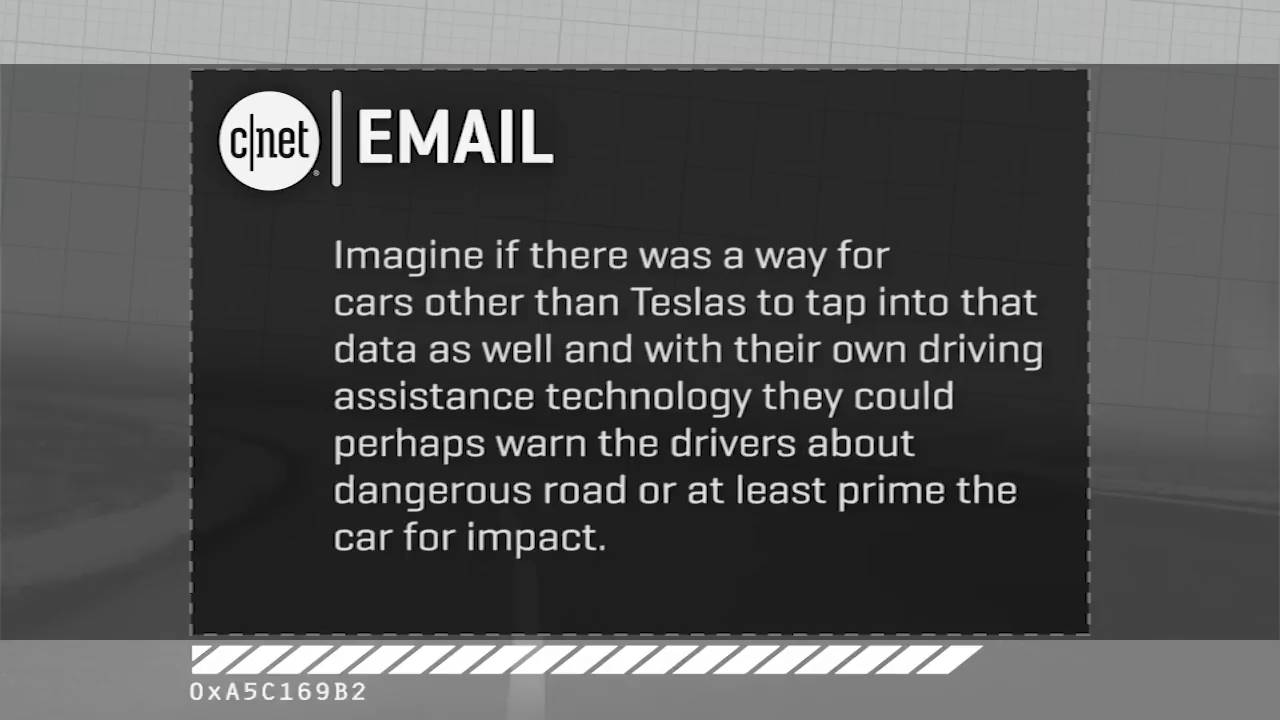 c|net
EMAIL
Imagine if there was a way for
cars other than Teslas to tap into that
data as well and with their own driving
assistance technology they could
perhaps warn the drivers about
dangerous road or at least prime the
car for impact.
0xA5C169B2